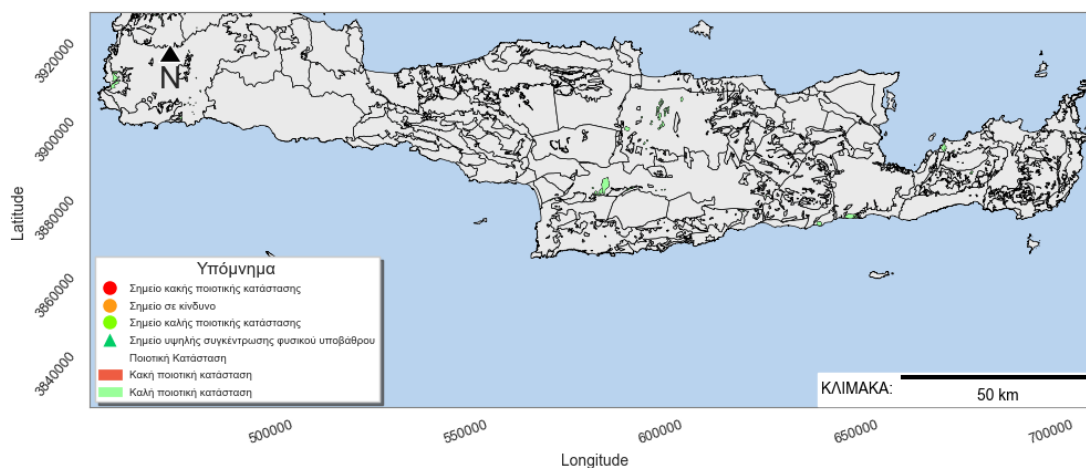 3920000
3900000
3880000
3860000
3840000
Latitude
N
Υπόμνημα
Σημείο κακής ποιοτικής κατάστασης
Σημείο σε κίνδυνο
Σημείο καλής ποιοτικής κατάστασης
Σημείο υψηλής συγκέντρωσης φυσικού υποβάθρου
Ποιοτική Κατάσταση
Κακή ποιοτική κατάσταση
Καλή ποιοτική κατάσταση
ΚΛΙΜΑΚΑ:
50 km
500000
550000
600000
650000
700000
Longitude